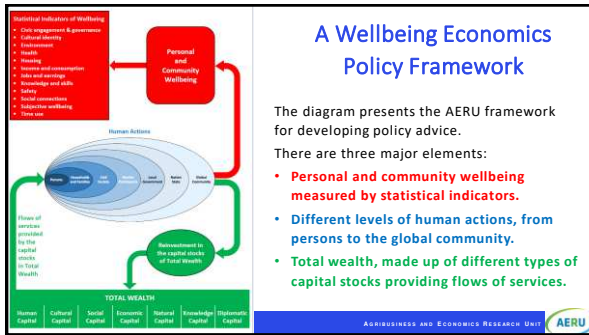 Statistical Indicators of Wellbeing
• Civic engagement & governance
• Cultural identity
• Environment
• Health
• Housing
• Income and consumption
• Jobs and earnings
• Knowledge and skills
• Safety
• Social connections
• Subjective wellbeing
• Time use
Personal
and
Community
Wellbeing
Human Actions
Persons
Households
and Families
Civil
Society
Local
Government
Nation
State
Global
Community
Flows of
services
provided
by the
capital
stocks
in Total
Wealth
Reinvestment in
the capital stocks
of Total Wealth
TOTAL WEALTH
Human
Capital
Cultural
Capital
Social
Capital
Economic
Capital
Natural
Capital
Knowledge
Capital
Diplomatic
Capital
A Wellbeing Economics
Policy Framework
The diagram presents the AERU framework
for developing policy advice.
There are three major elements:
• Personal and community wellbeing
measured by statistical indicators.
• Different levels of human actions, from
persons to the global community.
• Total wealth, made up of different types of
capital stocks providing flows of services.
AGRIBUSINESS AND ECONOMICS RESEARCH UNIT
AERU